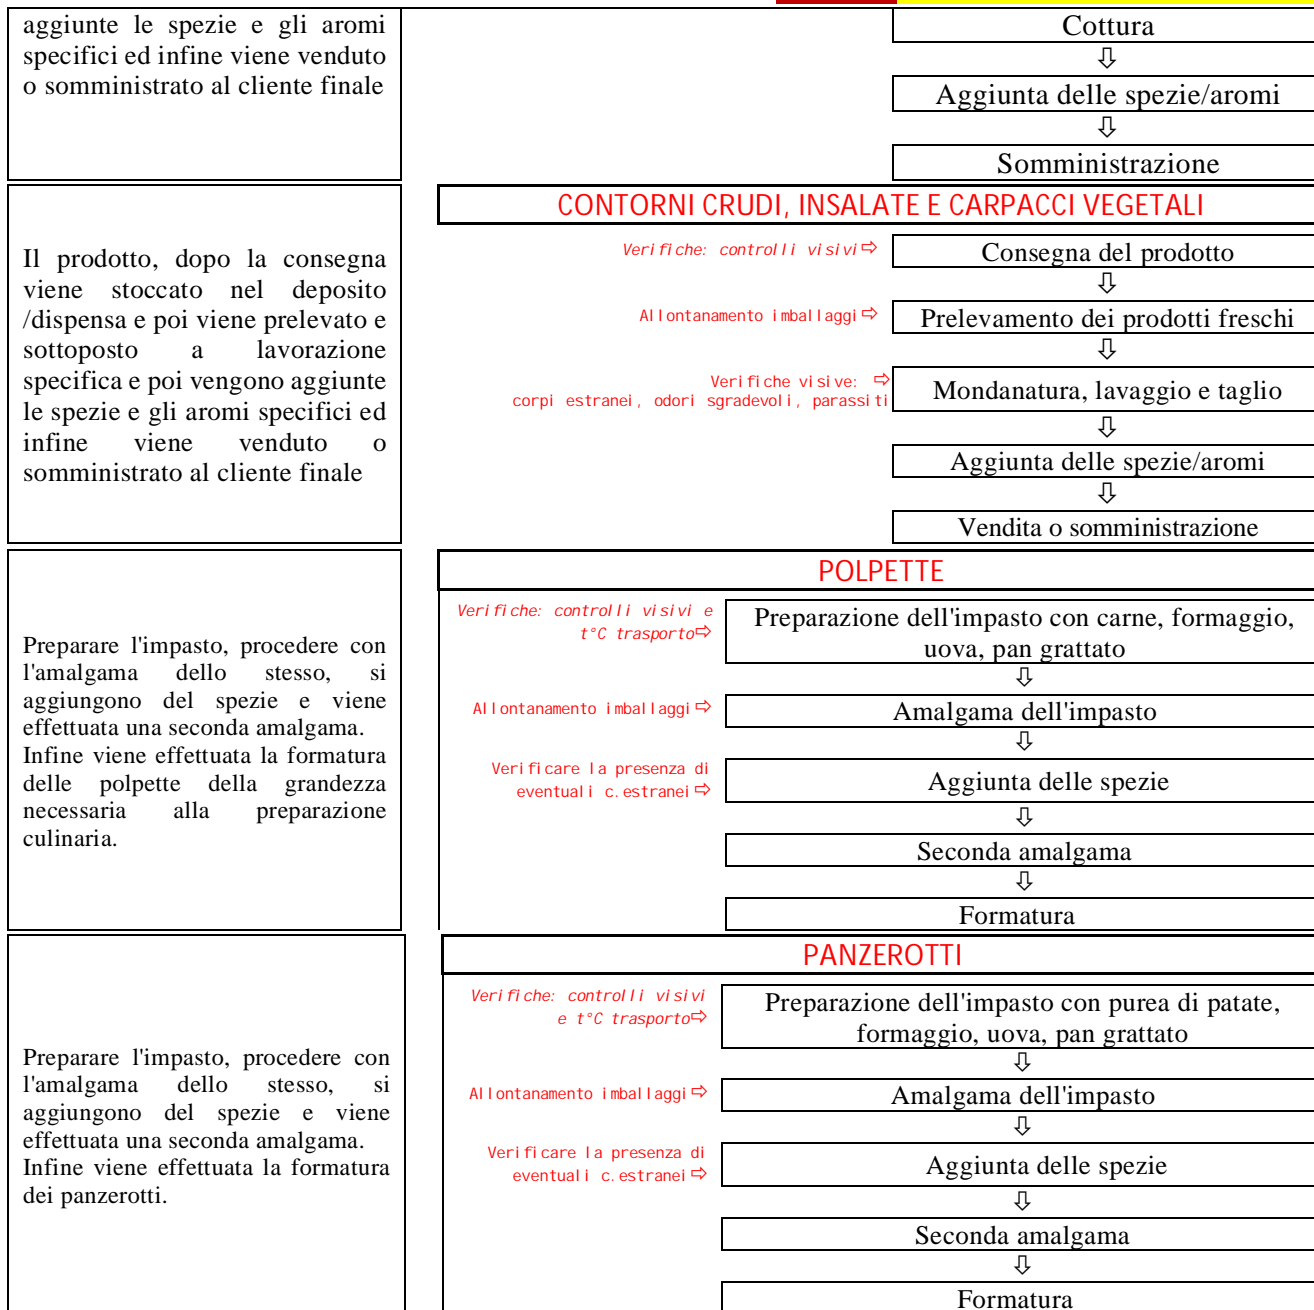 aggiunte le spezie e gli aromi
specifici ed infine viene venduto
o somministrato al cliente finale
Cottura
⇩
Aggiunta delle spezie/aromi
⇩
Somministrazione
Il prodotto, dopo la consegna
viene stoccato nel deposito
/dispensa e poi viene prelevato e
sottoposto a lavorazione
specifica e poi vengono aggiunte
le spezie e gli aromi specifici ed
infine viene venduto o
somministrato al cliente finale
CONTORNI CRUDI, INSALATE E CARPACCI VEGETALI
Verifiche: controlli visivi⇨
Consegna del prodotto
⇩
Allontanamento imballaggi⇨
Prelevamento dei prodotti freschi
⇩
Verifiche visive: ⇨
corpi estranei, odori sgradevoli, parassiti
Mondanatura, lavaggio e taglio
⇩
Aggiunta delle spezie/aromi
⇩
Vendita o somministrazione
Preparare l'impasto, procedere con
l'amalgama dello stesso, si
aggiungono del spezie e viene
effettuata una seconda amalgama.
Infine viene effettuata la formatura
delle polpette della grandezza
necessaria alla preparazione
culinaria.
POLPETTE
Verifiche: controlli visivi e
t°C trasporto⇨
Preparazione dell'impasto con carne, formaggio,
uova, pan grattato
⇩
Allontanamento imballaggi⇨
Amalgama dell'impasto
⇩
Verificare la presenza di
eventuali c.estranei⇨
Aggiunta delle spezie
⇩
Seconda amalgama
⇩
Formatura
Preparare l'impasto, procedere con
l'amalgama dello stesso, si
aggiungono del spezie e viene
effettuata una seconda amalgama.
Infine viene effettuata la formatura
dei panzerotti.
PANZEROTTI
Verifiche: controlli visivi
e t°C trasporto⇨
Preparazione dell'impasto con purea di patate,
formaggio, uova, pan grattato
⇩
Allontanamento imballaggi⇨
Amalgama dell'impasto
⇩
Verificare la presenza di
eventuali c.estranei⇨
Aggiunta delle spezie
⇩
Seconda amalgama
⇩
Formatura